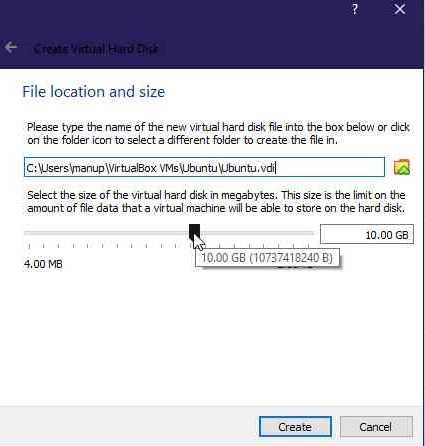 ?
Create Virtual Hard Disk
File location and size
Please type the name of the new virtual hard disk file into the box below or click
on the folder icon to select a different folder to create the file in.
C:\Users\manup\VirtualBox VMs\Ubuntu\Ubuntu.vdi
Select the size of the virtual hard disk in megabytes. This size is the limit on the
amount of file data that a virtual machine will be able to store on the hard disk.
10.00 GB
10.00 GB (10737418240 B)
4.00 MB
Create Cancel